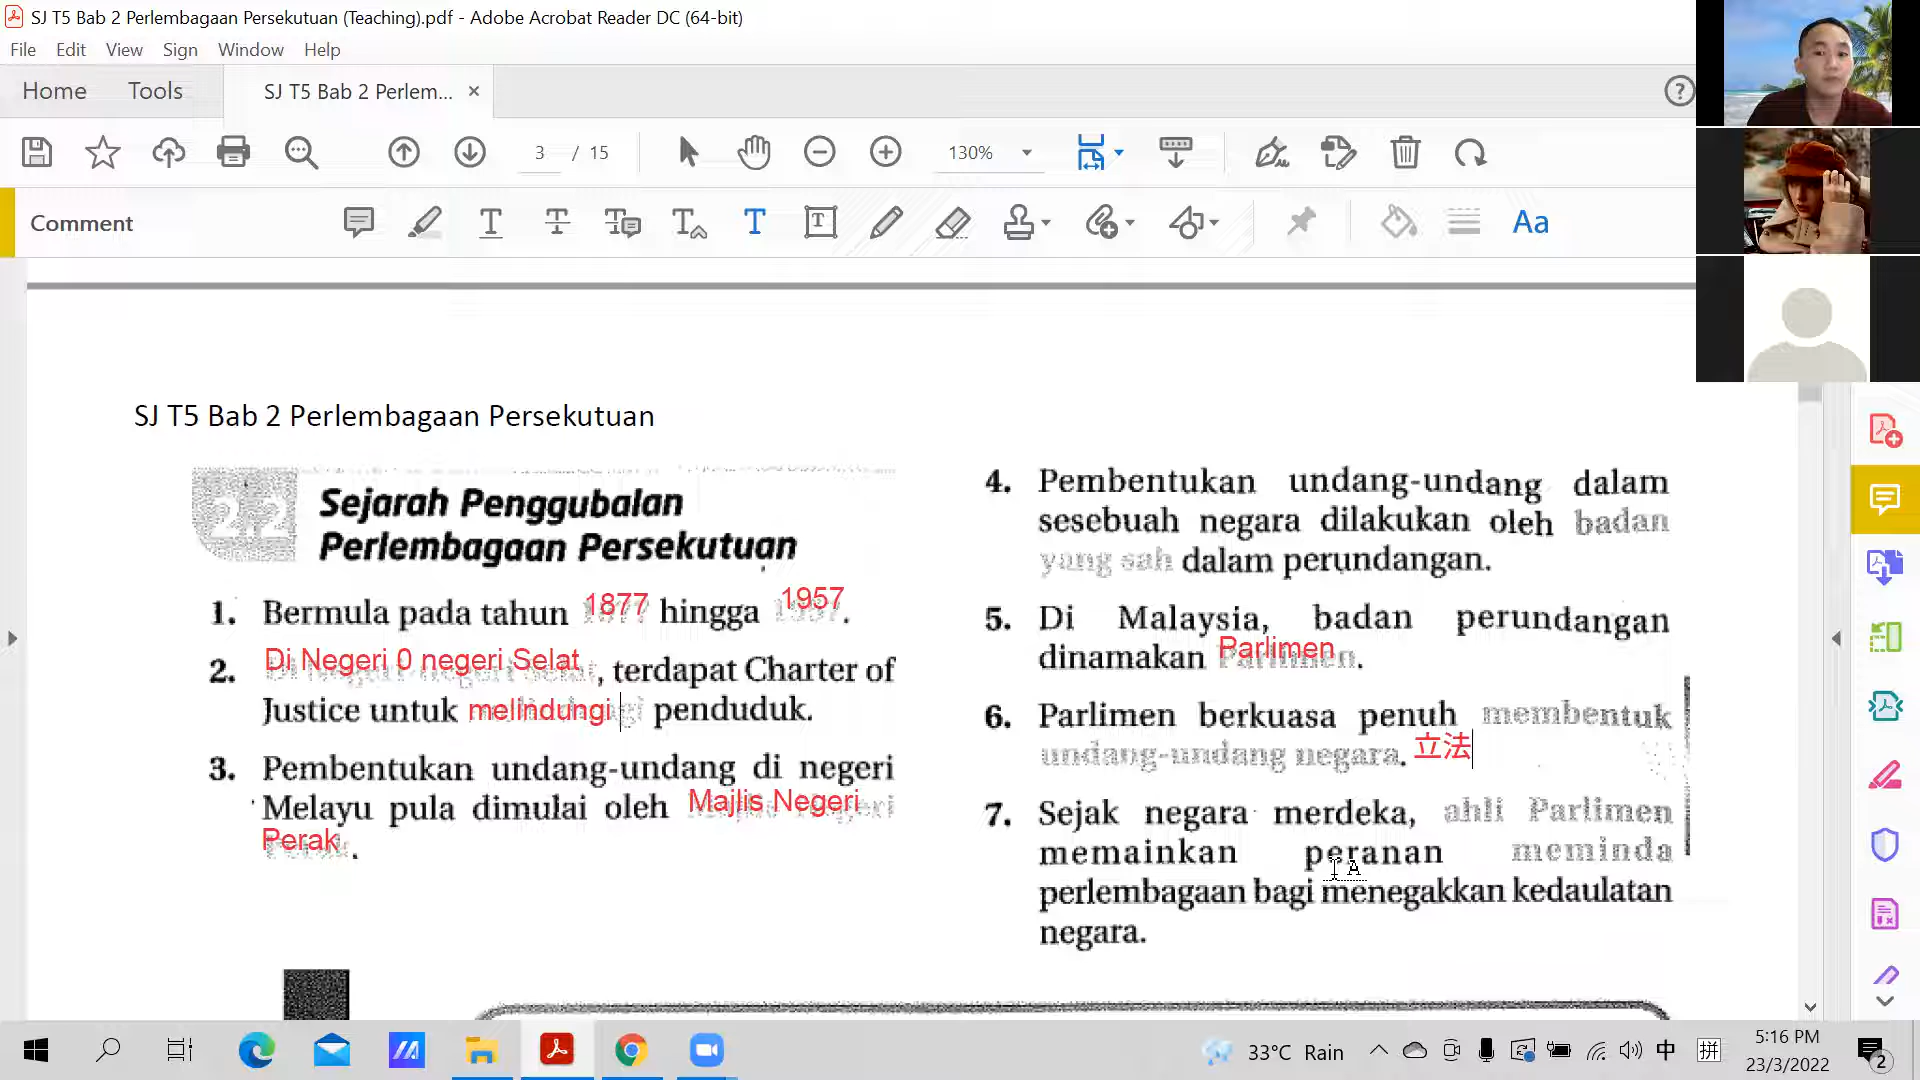 SJ T5 Bab 2 Perlembagaan Persekutuan (Teaching).pdf - Adobe Acrobat Reader DC (64-bit)
File Edit View Sign Window Help
Home Tools SJ T5 Bab 2 Perlem... ×
3 / 15 130%
Comment
Aa
SJ T5 Bab 2 Perlembagaan Persekutuan
2.2 Sejarah Penggubalan
Perlembagaan Persekutuan
1. Bermula pada tahun 1877 hingga 1957.
2. Di Negeri 0 negeri Selat, terdapat Charter of
Justice untuk melindungi penduduk.
3. Pembentukan undang-undang di negeri
Melayu pula dimulai oleh Majlis Negeri
Perak.
4. Pembentukan undang-undang dalam
sesebuah negara dilakukan oleh badan
yang sah dalam perundangan.
5. Di Malaysia, badan perundangan
dinamakan Parlimen.
6. Parlimen berkuasa penuh membentuk
undang-undang negara. 立法
7. Sejak negara merdeka, ahli Parlimen
memainkan peranan meminda
perlembagaan bagi menegakkan kedaulatan
negara.
33°C Rain
中
拼
5:16 PM
23/3/2022
2